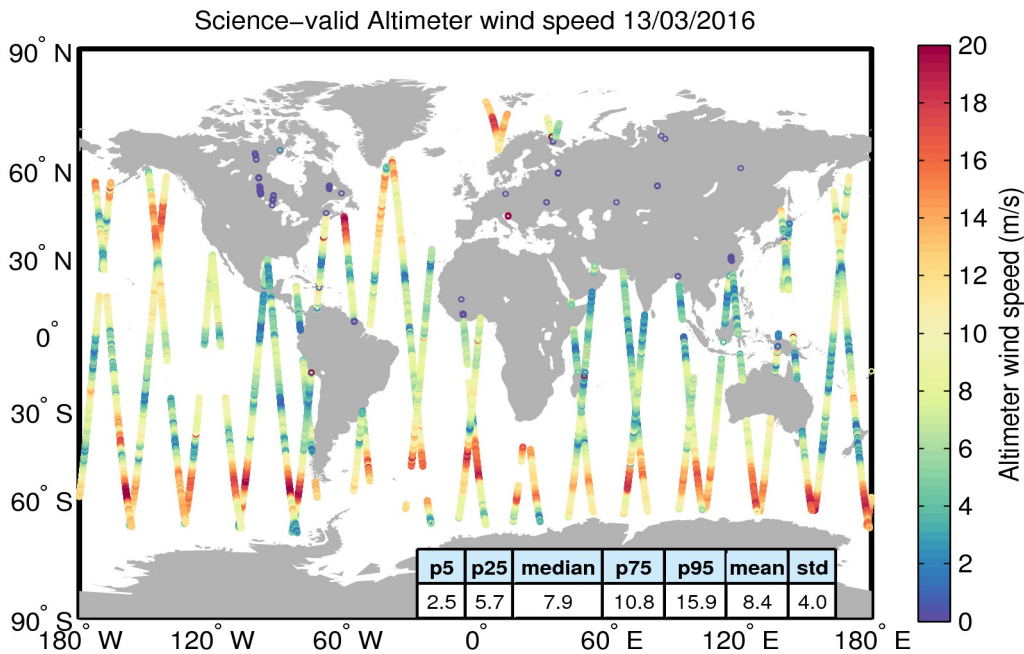 Science−valid Altimeter wind speed 13/03/2016
90° N
60° N
30° N
0°
30° S
60° S
90° S
180° W
120° W
60° W
0°
60° E
120° E
180° E
p5 p25 median p75 p95 mean std
2.5 5.7 7.9 10.8 15.9 8.4 4.0
20
18
16
14
12
10
8
6
4
2
0
Altimeter wind speed (m/s)